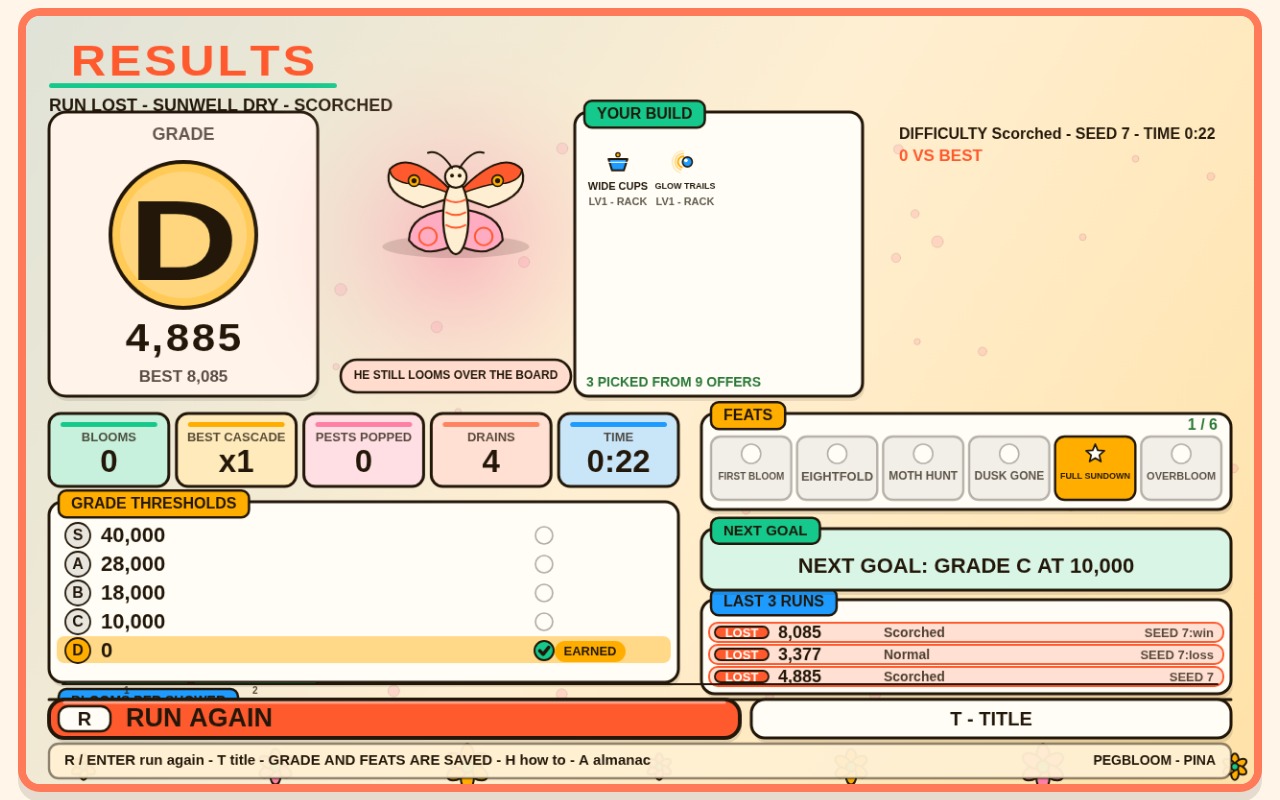 RESULTS
RUN LOST - SUNWELL DRY - SCORCHED
GRADE
D
4,885
BEST 8,085
HE STILL LOOMS OVER THE BOARD
YOUR BUILD
WIDE CUPS
LV1 - RACK
GLOW TRAILS
LV1 - RACK
3 PICKED FROM 9 OFFERS
DIFFICULTY Scorched - SEED 7 - TIME 0:22
0 VS BEST
BLOOMS
0
BEST CASCADE
x1
PESTS POPPED
0
DRAINS
4
TIME
0:22
FEATS
1 / 6
FIRST BLOOM
EIGHTFOLD
MOTH HUNT
DUSK GONE
FULL SUNDOWN
OVERBLOOM
GRADE THRESHOLDS
S 40,000
A 28,000
B 18,000
C 10,000
D 0 EARNED
NEXT GOAL
NEXT GOAL: GRADE C AT 10,000
LAST 3 RUNS
LOST 8,085 Scorched SEED 7:win
LOST 3,377 Normal SEED 7:loss
LOST 4,885 Scorched SEED 7
BLOOMS PER SHOWER
1 2
R RUN AGAIN
T - TITLE
R / ENTER run again - T title - GRADE AND FEATS ARE SAVED - H how to - A almanac
PEGBLOOM - PINA